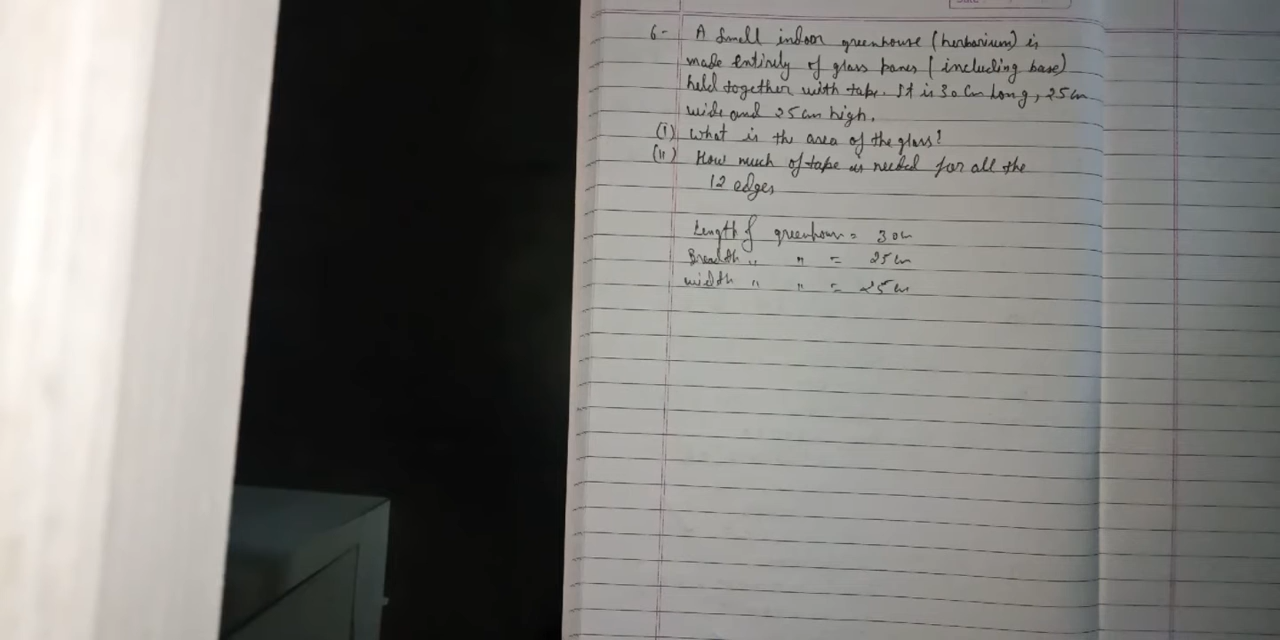 6- A Small indoor greenhouse (herbarium) is
made entirely of glass panes (including base)
held together with tape. It is 30 cm long, 25 cm
wide and 25 cm high.
(i) What is the area of the glass?
(ii) How much of tape is needed for all the
12 edges
Length of greenhouse = 30 cm
Breadth " " = 25 cm
width " " = 25 cm